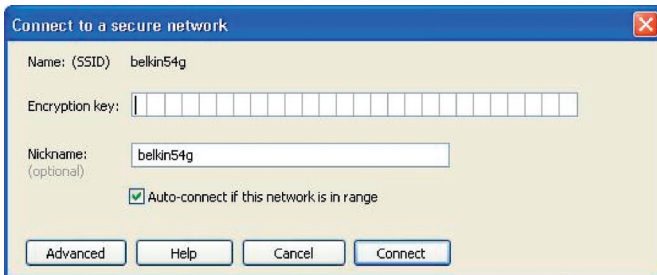 Connect to a secure network
Name: (SSID) belkin54g
Encryption key:
Nickname: belkin54g
(optional)
Auto-connect if this network is in range
Advanced Help Cancel Connect